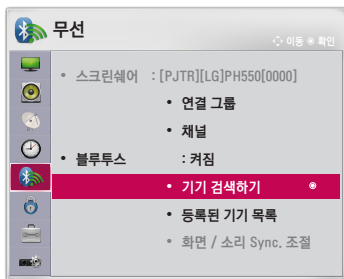 무선
이동 ◉ 확인
• 스크린쉐어 : [PJTR][LG]PH550[0000]
• 연결 그룹
• 채널
• 블루투스 : 켜짐
• 기기 검색하기 ◉
• 등록된 기기 목록
• 화면 / 소리 Sync. 조절